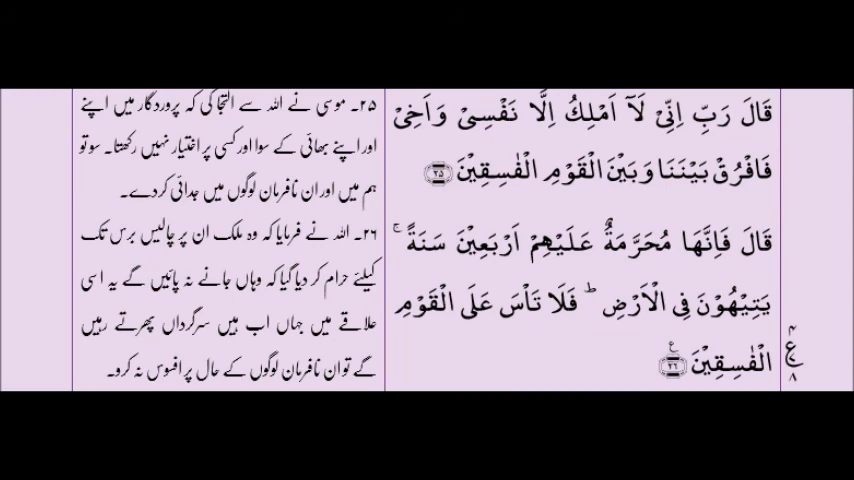 قَالَ رَبِّ اِنِّیْ لَاۤ اَمْلِكُ اِلَّا نَفْسِیْ وَ اَخِیْ
فَافْرُقْ بَیْنَنَا وَ بَیْنَ الْقَوْمِ الْفٰسِقِیْنَ ۲۵
قَالَ فَاِنَّهَا مُحَرَّمَةٌ عَلَیْهِمْ اَرْبَعِیْنَ سَنَةً ۚ
یَتِیْهُوْنَ فِی الْاَرْضِ ؕ فَلَا تَاْسَ عَلَی الْقَوْمِ
الْفٰسِقِیْنَ ۲۶ ع
۴
ع
۸
۲۵۔ موسی نے اللہ سے التجا کی کہ پروردگار میں اپنے
اور اپنے بھائی کے سوا اور کسی پر اختیار نہیں رکھتا۔ سو تو
ہم میں اور ان نافرمان لوگوں میں جدائی کردے۔
۲۶۔ اللہ نے فرمایا کہ وہ ملک ان پر چالیس برس تک
کیلئے حرام کر دیا گیا کہ وہاں جانے نہ پائیں گے یہ اسی
علاقے میں جہاں اب ہیں سرگرداں پھرتے رہیں
گے تو ان نافرمان لوگوں کے حال پر افسوس نہ کرو۔